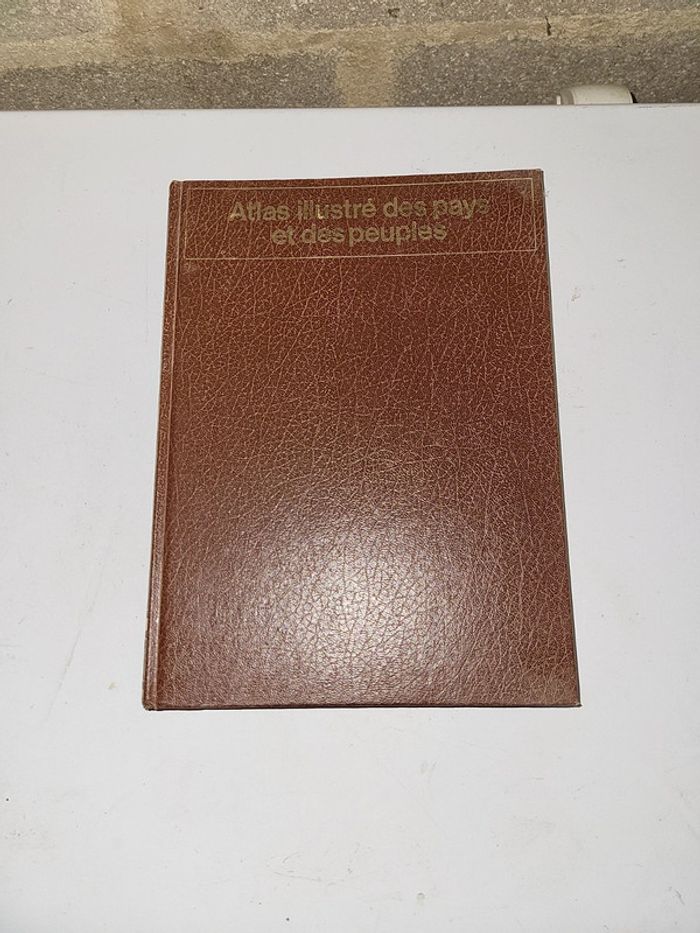 Atlas illustré des pays
et des peuples